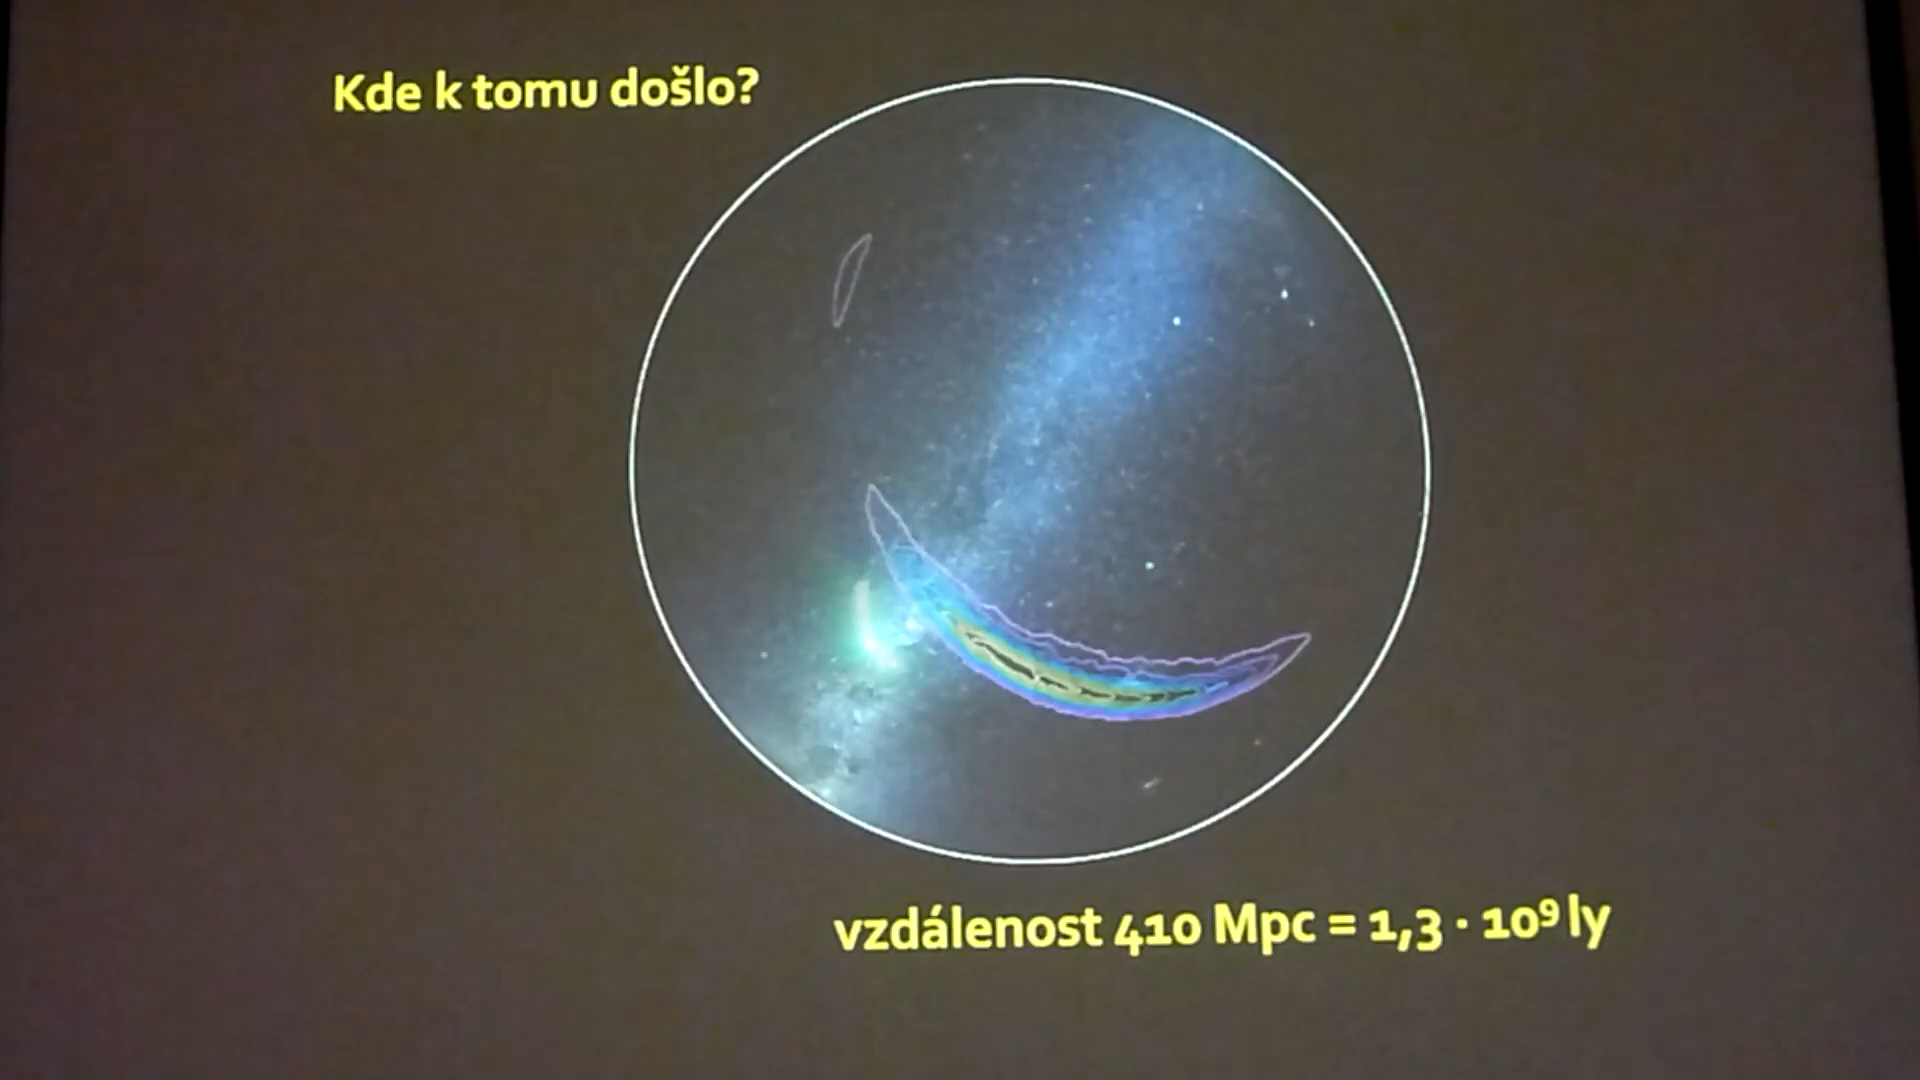 Kde k tomu došlo?
vzdálenost 410 Mpc = 1,3 · 10⁹ ly